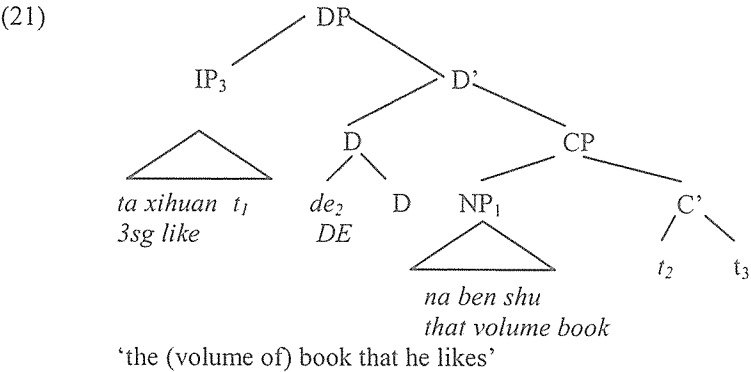 (21) DP
IP3 D'
D CP
ta xihuan t1 de2 D NP1 C'
3sg like DE
t2 t3
na ben shu
that volume book
‘the (volume of) book that he likes’